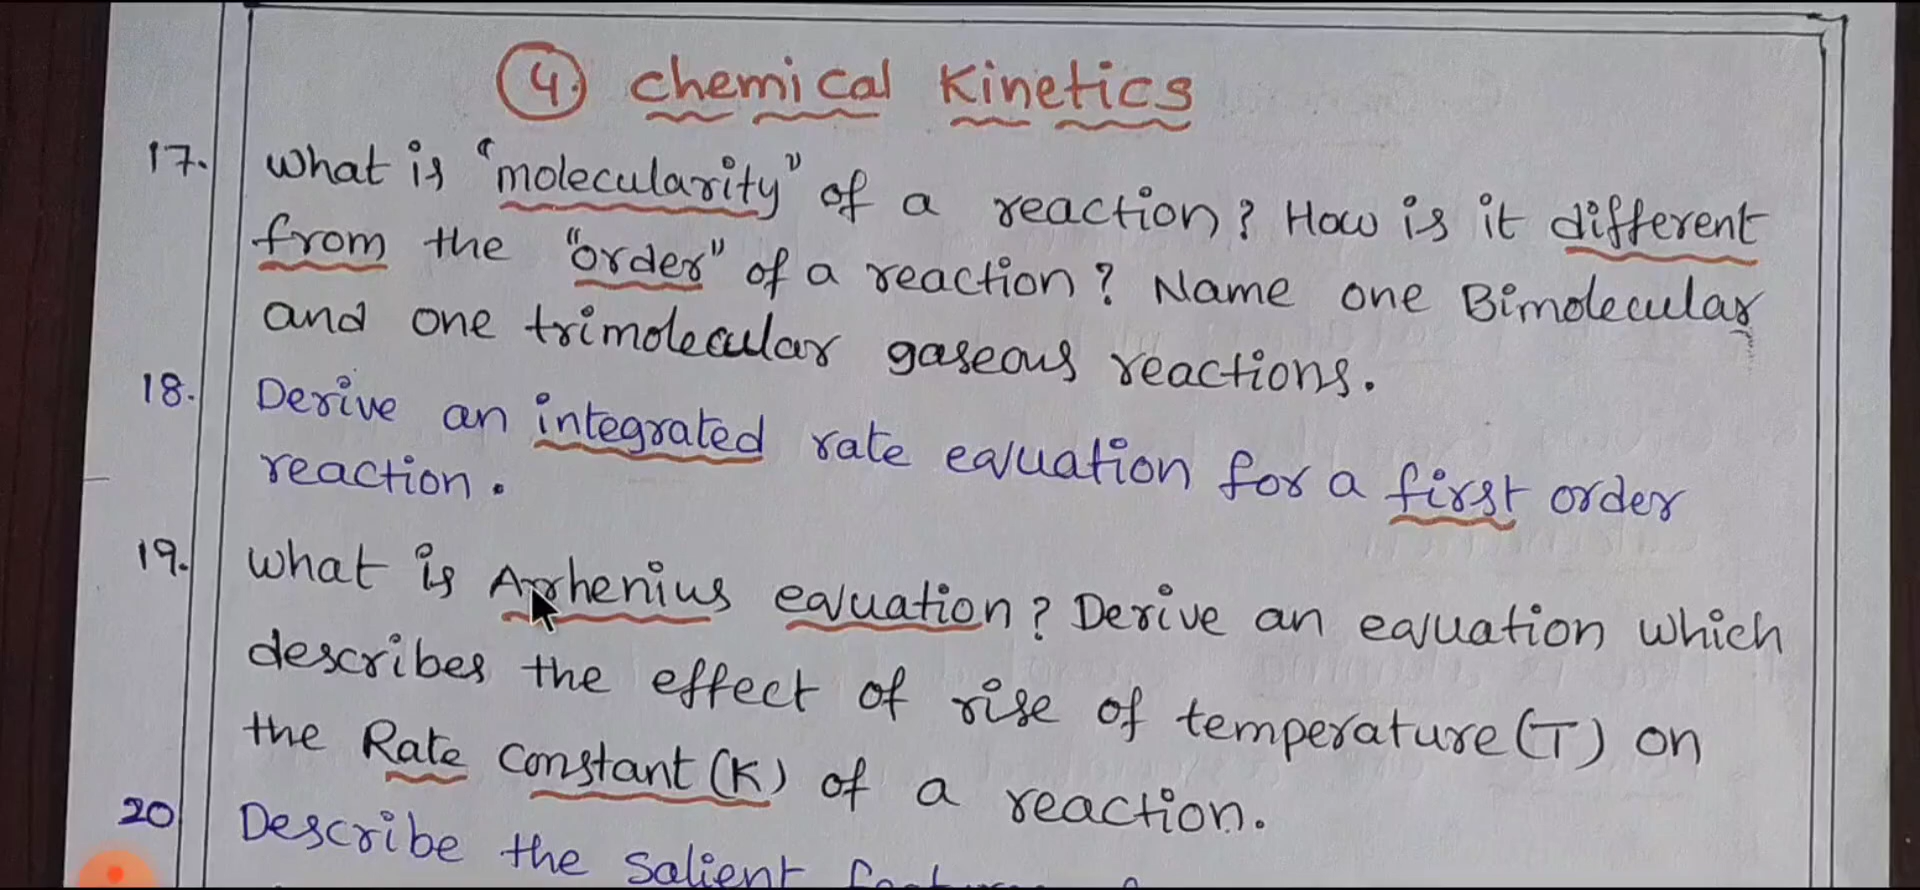 4. Chemical Kinetics
17. What is "molecularity" of a reaction? How is it different
from the "order" of a reaction? Name one Bimolecular
and one trimolecular gaseous reactions.
18. Derive an integrated rate equation for a first order
reaction.
19. What is Arrhenius equation? Derive an equation which
describes the effect of rise of temperature (T) on
the Rate constant (K) of a reaction.
20 Describe the salient